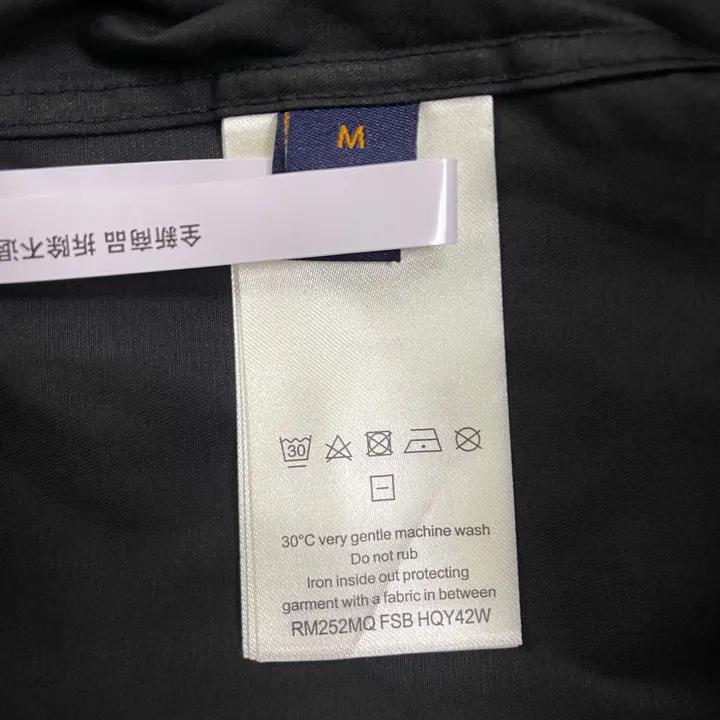 M
全新商品 拆除不退
30
30°C very gentle machine wash
Do not rub
Iron inside out protecting
garment with a fabric in between
RM252MQ FSB HQY42W